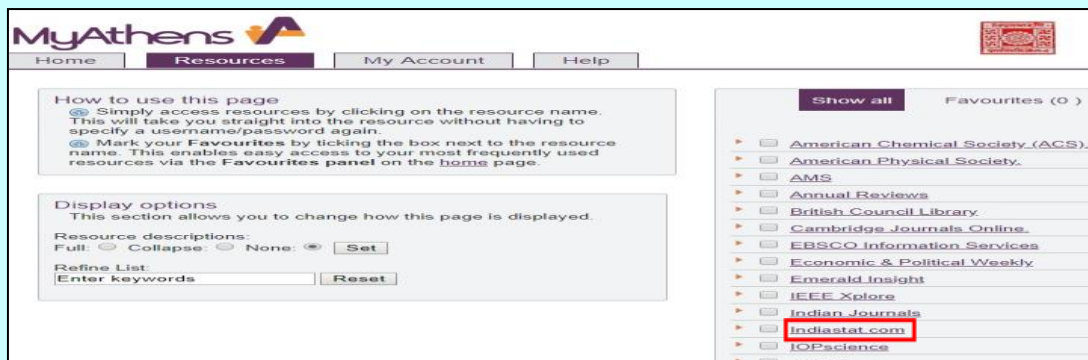 MyAthens
Home Resources My Account Help
How to use this page
Simply access resources by clicking on the resource name.
This will take you straight into the resource without having to
specify a username/password again.
Mark your Favourites by ticking the box next to the resource
name. This enables easy access to your most frequently used
resources via the Favourites panel on the home page.
Display options
This section allows you to change how this page is displayed.
Resource descriptions:
Full: Collapse: None: Set
Refine List:
Enter keywords Reset
Show all Favourites (0 )
American Chemical Society (ACS).
American Physical Society.
AMS
Annual Reviews
British Council Library.
Cambridge Journals Online.
EBSCO Information Services
Economic & Political Weekly
Emerald Insight
IEEE Xplore
Indian Journals
Indiastat.com
IOPscience